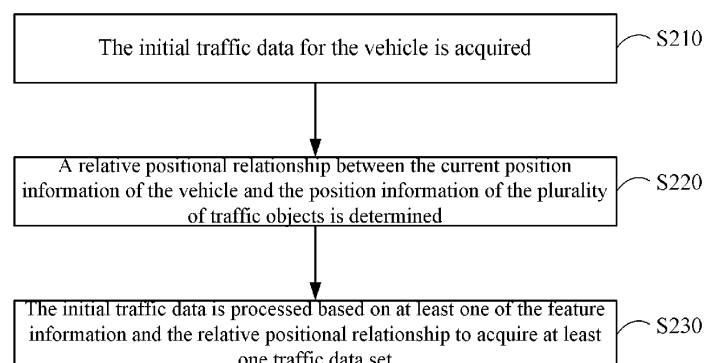 The initial traffic data for the vehicle is acquired
S210
A relative positional relationship between the current position
information of the vehicle and the position information of the plurality
of traffic objects is determined
S220
The initial traffic data is processed based on at least one of the feature
information and the relative positional relationship to acquire at least
one traffic data set
S230